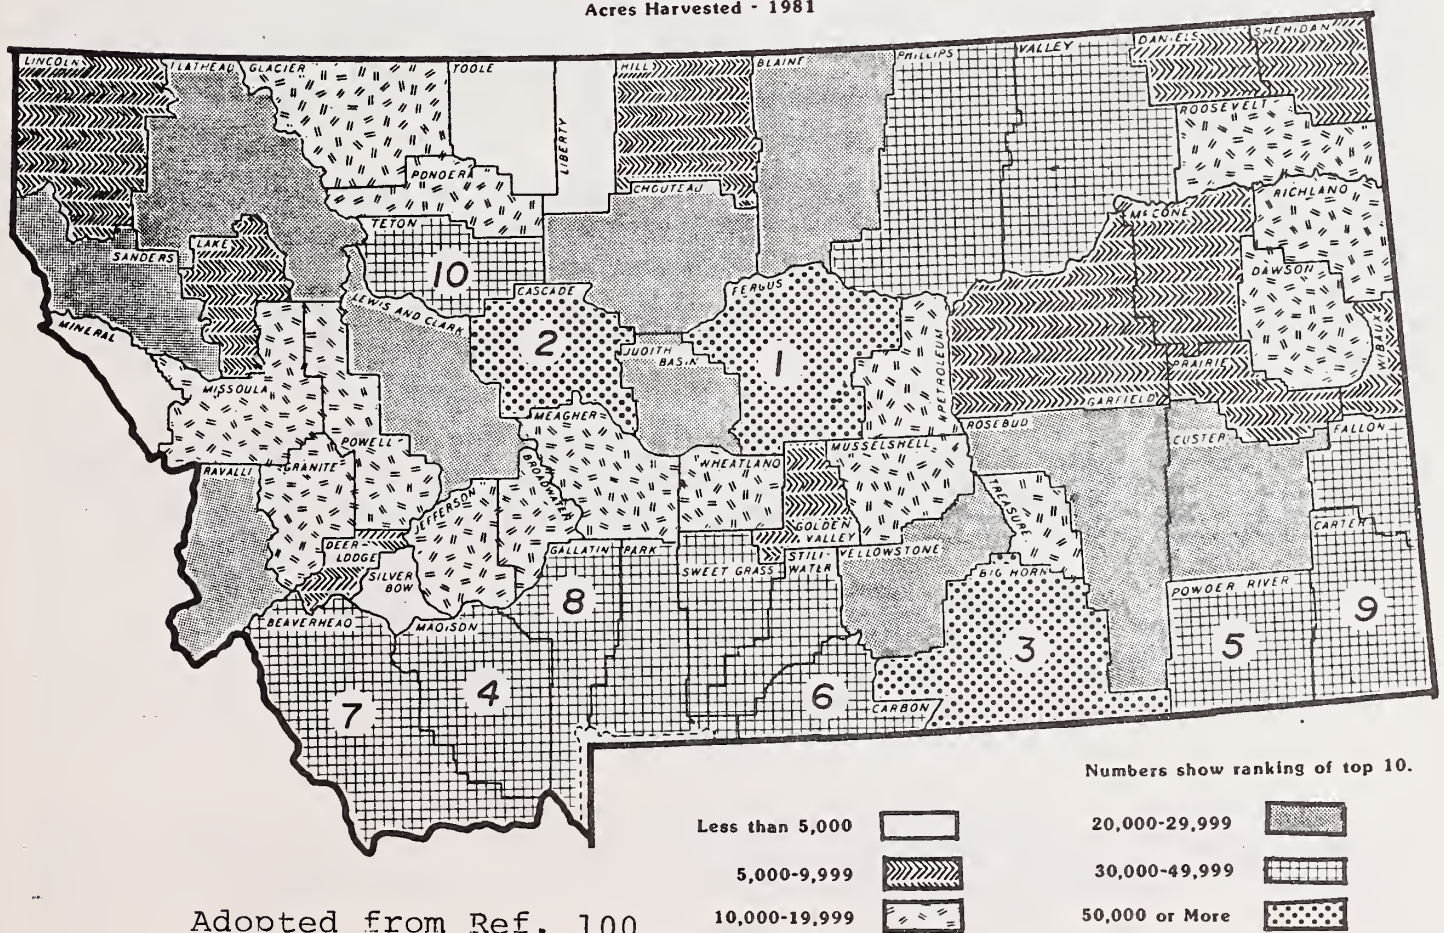 Acres Harvested - 1981
LINCOLN
FLATHEAD
GLACIER
TOOLE
LIBERTY
HILL
BLAINE
PHILLIPS
VALLEY
DANIELS
SHERIDAN
ROOSEVELT
PONDERA
CHOUTEAU
RICHLAND
McCONE
TETON
10
SANDERS
LAKE
DAWSON
CASCADE
FERGUS
LEWIS AND CLARK
MINERAL
2
JUDITH
BASIN
1
PETROLEUM
PRAIRIE
WIBAUX
MISSOULA
GARFIELD
MEAGHER
ROSEBUD
CUSTER
FALLON
POWELL
MUSSELSHELL
RAVALLI
GRANITE
BROADWATER
WHEATLAND
JEFFERSON
TREASURE
GOLDEN
VALLEY
CARTER
DEER
LODGE
GALLATIN
PARK
SWEET GRASS
STILL
WATER
YELLOWSTONE
SILVER
BOW
BIG HORN
POWDER RIVER
8
9
BEAVERHEAD
MADISON
3
5
7
4
6
CARBON
Numbers show ranking of top 10.
Less than 5,000
20,000-29,999
5,000-9,999
30,000-49,999
10,000-19,999
50,000 or More
Adopted from Ref. 100